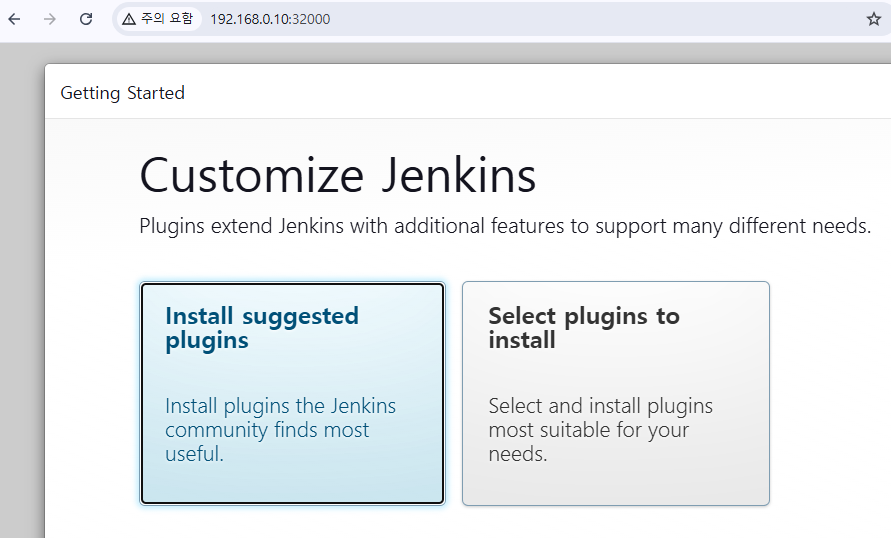 주의 요함 192.168.0.10:32000
Getting Started
Customize Jenkins
Plugins extend Jenkins with additional features to support many different needs.
Install suggested
plugins
Install plugins the Jenkins
community finds most
useful.
Select plugins to
install
Select and install plugins
most suitable for your
needs.